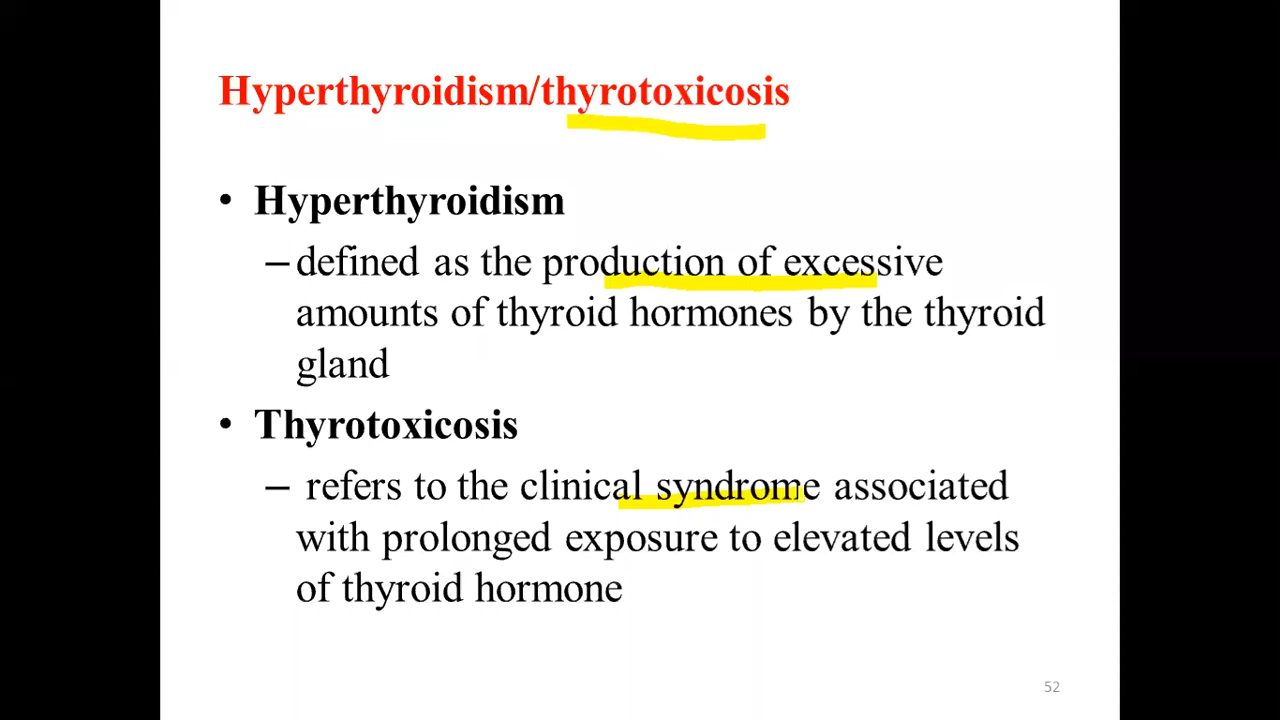 Hyperthyroidism/thyrotoxicosis
• Hyperthyroidism
– defined as the production of excessive
amounts of thyroid hormones by the thyroid
gland
• Thyrotoxicosis
– refers to the clinical syndrome associated
with prolonged exposure to elevated levels
of thyroid hormone
52